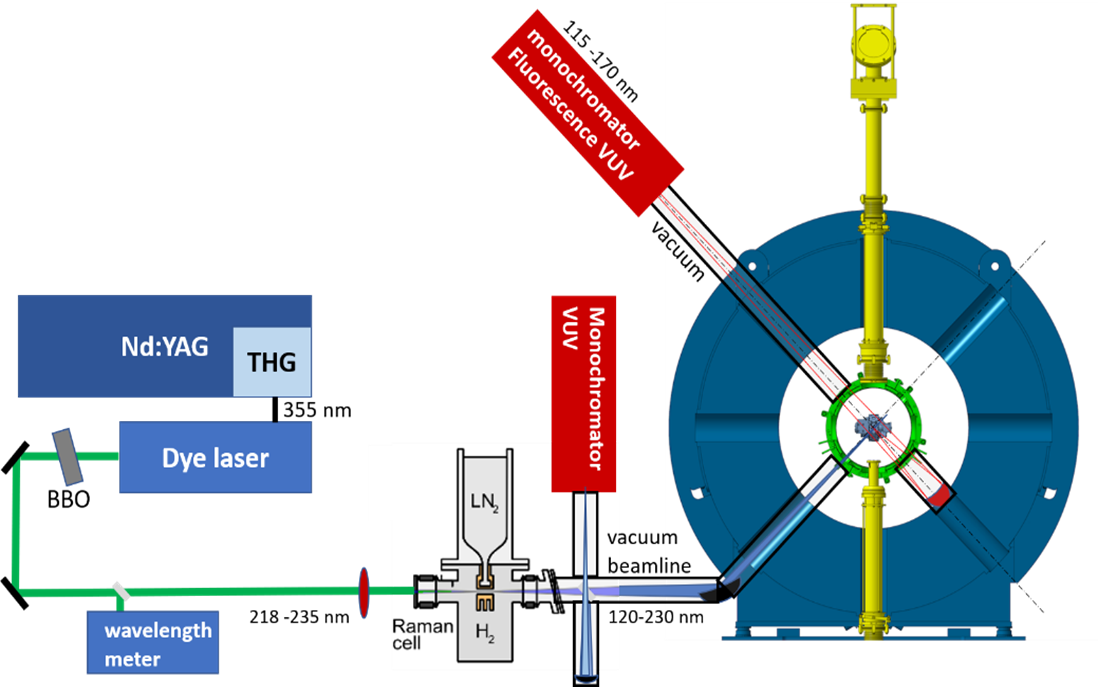 115 -170 nm
monochromator
Fluorescence VUV
vacuum
Nd:YAG
THG
355 nm
Dye laser
BBO
Monochromator
VUV
LN2
vacuum
beamline
218 -235 nm
120-230 nm
Raman
cell
H2
wavelength
meter